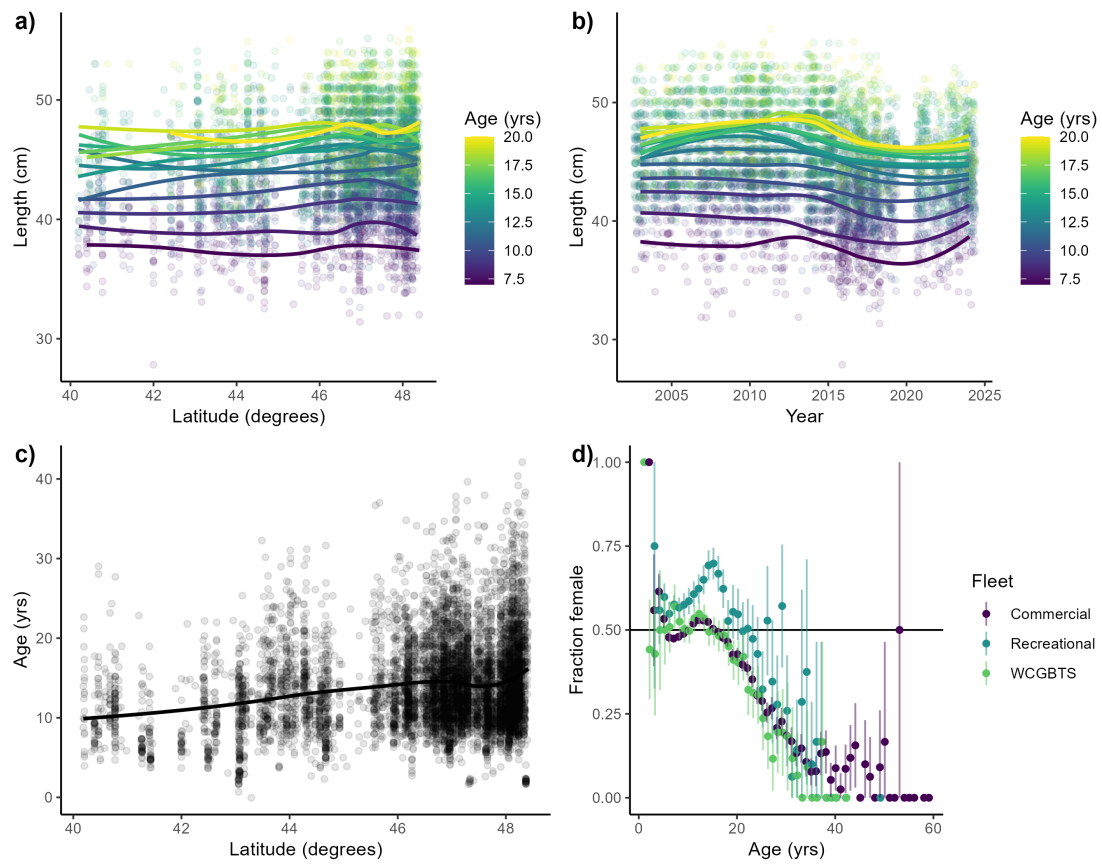 a)
Length (cm)
50
40
30
40
42
44
46
48
Latitude (degrees)
Age (yrs)
20.0
17.5
15.0
12.5
10.0
7.5
b)
Length (cm)
50
40
30
2005
2010
2015
2020
2025
Year
Age (yrs)
20.0
17.5
15.0
12.5
10.0
7.5
c)
Age (yrs)
40
30
20
10
0
40
42
44
46
48
Latitude (degrees)
d)
Fraction female
1.00
0.75
0.50
0.25
0.00
0
20
40
60
Age (yrs)
Fleet
Commercial
Recreational
WCGBTS